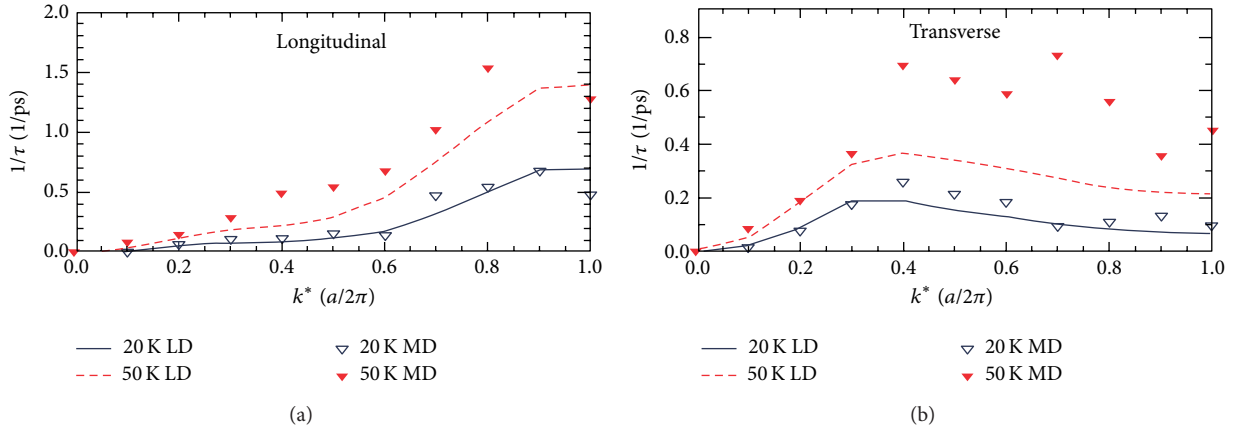 Longitudinal
2.0
1.5
1.0
0.5
0.0
1/τ (1/ps)
0.0 0.2 0.4 0.6 0.8 1.0
k* (a/2π)
20 K LD
50 K LD
20 K MD
50 K MD
(a)
Transverse
0.8
0.6
0.4
0.2
0.0
1/τ (1/ps)
0.0 0.2 0.4 0.6 0.8 1.0
k* (a/2π)
20 K LD
50 K LD
20 K MD
50 K MD
(b)